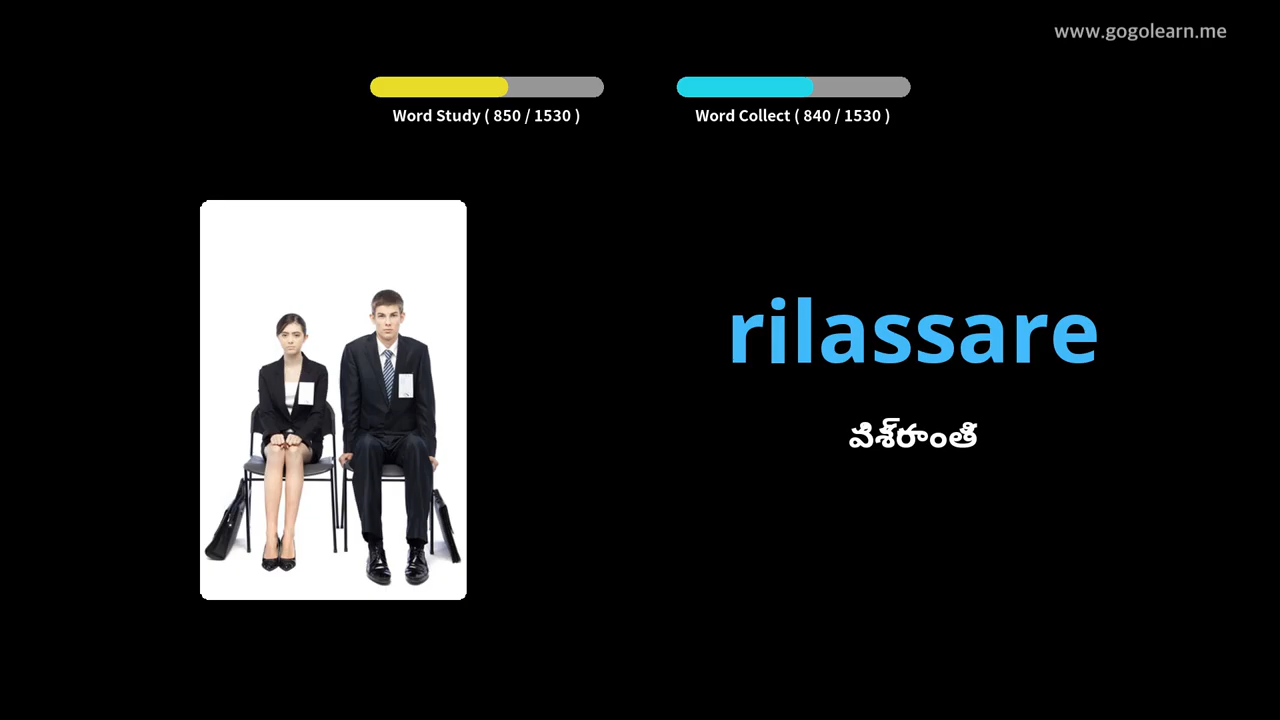 www.gogolearn.me
Word Study ( 850 / 1530 )
Word Collect ( 840 / 1530 )
rilassare
విశ్రాంతి